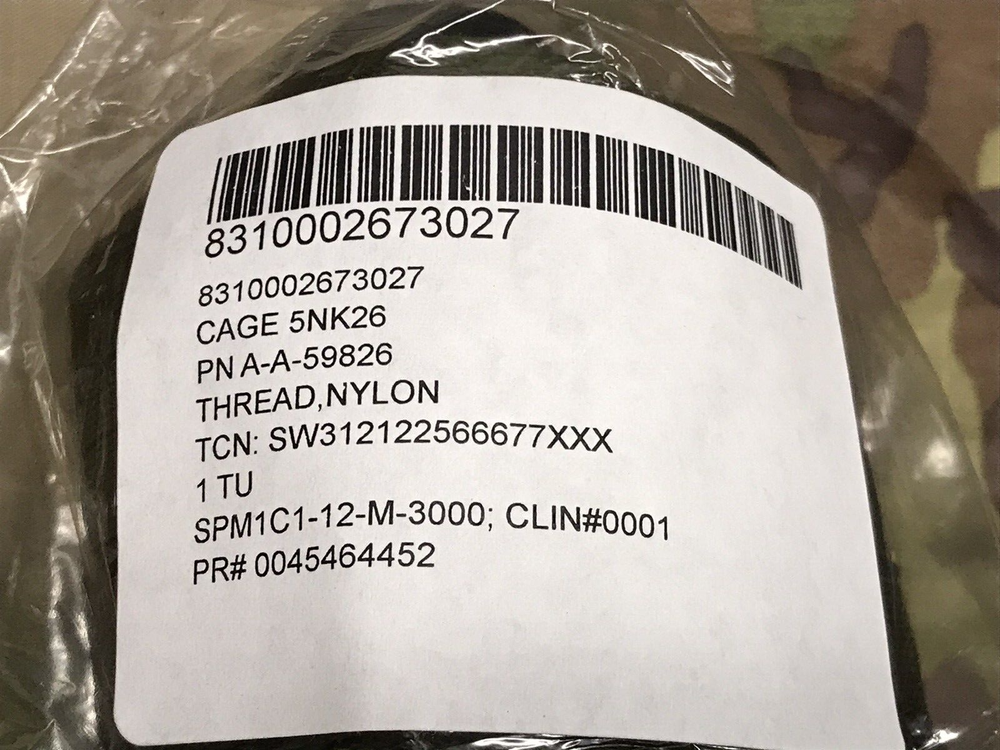 8310002673027
8310002673027
CAGE 5NK26
PN A-A-59826
THREAD,NYLON
TCN: SW312122566677XXX
1 TU
SPM1C1-12-M-3000; CLIN#0001
PR# 0045464452